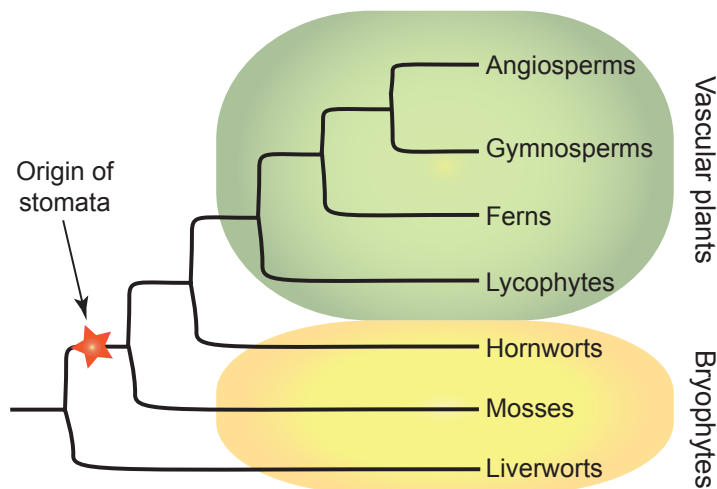 Angiosperms
Gymnosperms
Ferns
Lycophytes
Hornworts
Mosses
Liverworts
Origin of
stomata
Vascular plants
Bryophytes